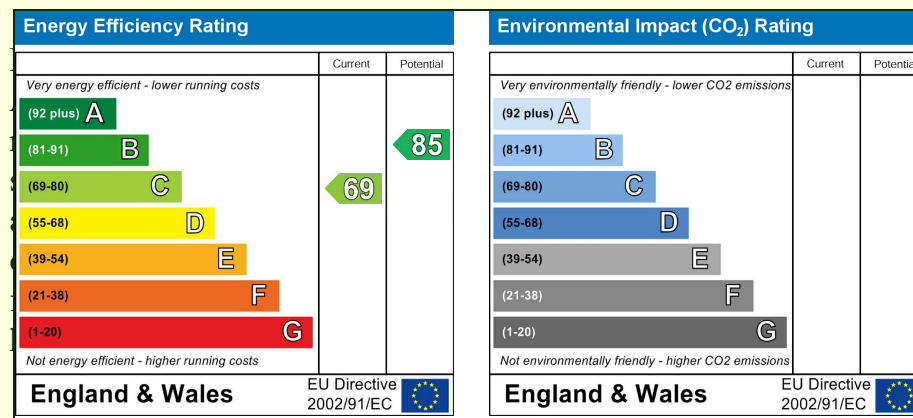 Energy Efficiency Rating
Current Potential
Very energy efficient - lower running costs
(92 plus) A
(81-91) B
85
(69-80) C
69
(55-68) D
(39-54) E
(21-38) F
(1-20) G
Not energy efficient - higher running costs
England & Wales
EU Directive
2002/91/EC
Environmental Impact (CO₂) Rating
Current Potential
Very environmentally friendly - lower CO2 emissions
(92 plus) A
(81-91) B
(69-80) C
(55-68) D
(39-54) E
(21-38) F
(1-20) G
Not environmentally friendly - higher CO2 emissions
England & Wales
EU Directive
2002/91/EC